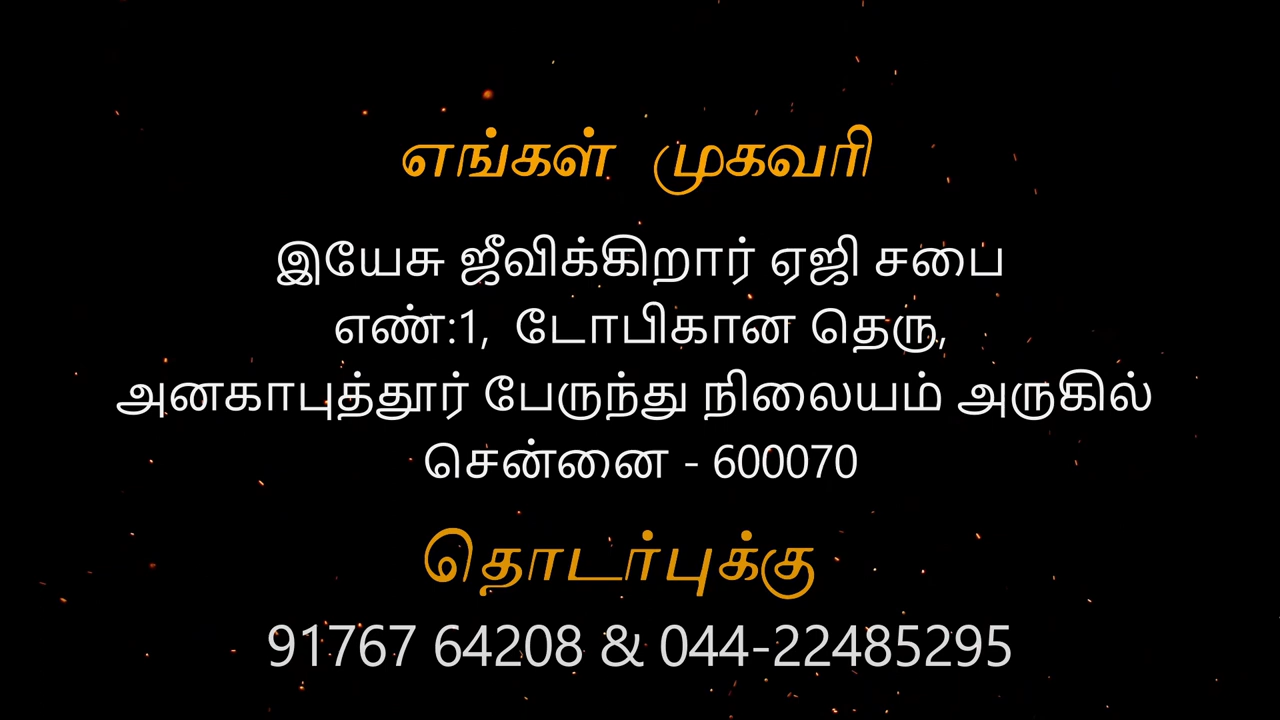 எங்கள் முகவரி
இயேசு ஜீவிக்கிறார் ஏஜி சபை
எண்:1, டோபிகான தெரு,
அனகாபுத்தூர் பேருந்து நிலையம் அருகில்
சென்னை - 600070
தொடர்புக்கு
91767 64208 & 044-22485295